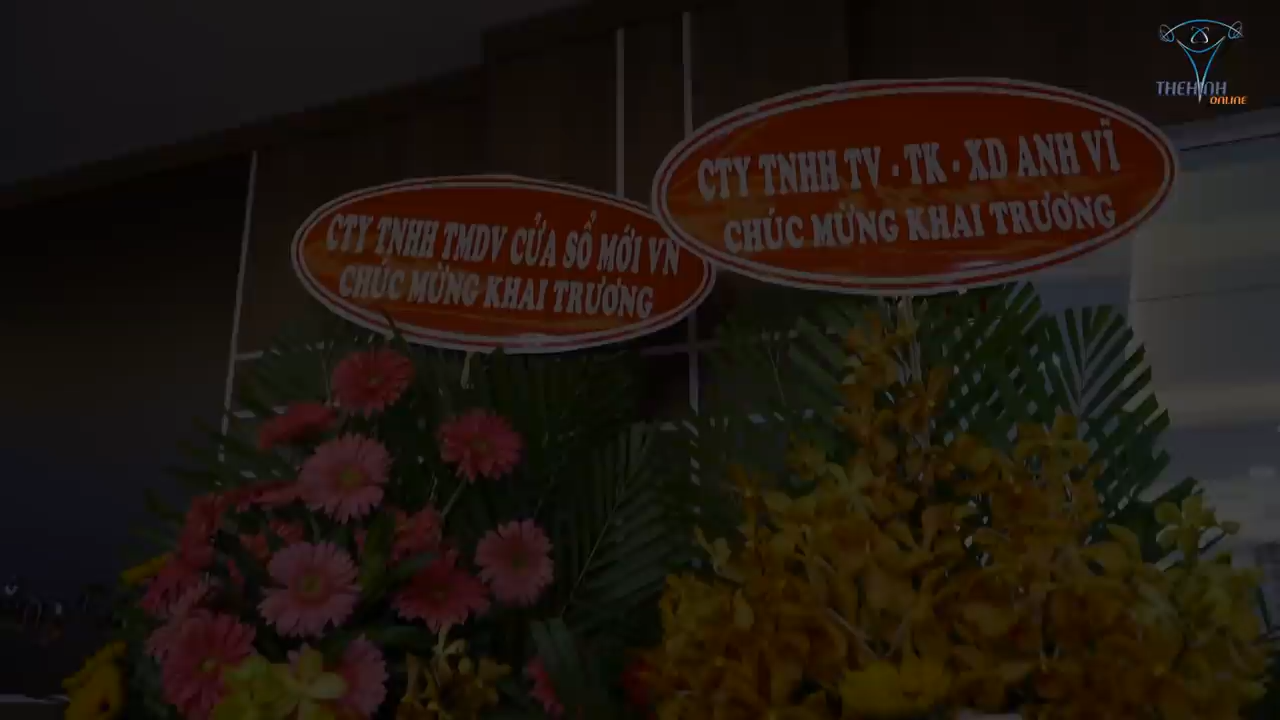 CTY TNHH TMDV CỬA SỔ MỚI VN
CHÚC MỪNG KHAI TRƯƠNG
CTY TNHH TV - TK - XD ANH VĨ
CHÚC MỪNG KHAI TRƯƠNG
THEHINH
ONLINE